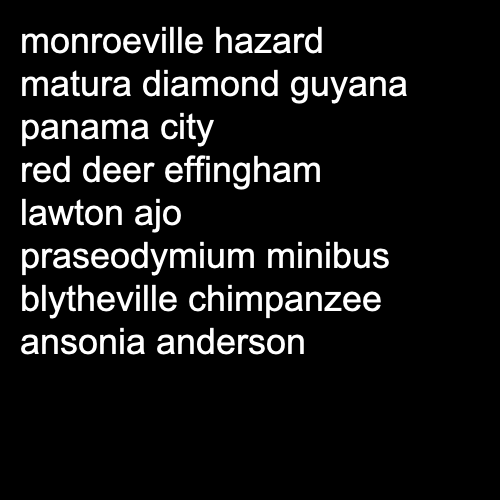 monroeville hazard
matura diamond guyana
panama city
red deer effingham
lawton ajo
praseodymium minibus
blytheville chimpanzee
ansonia anderson